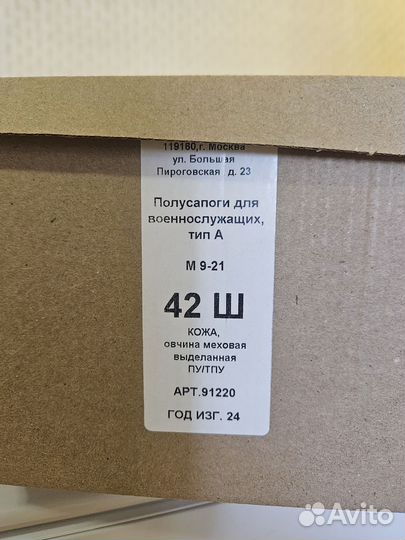 119160,г. Москва
ул. Большая
Пироговская д. 23
Полусапоги для
военнослужащих,
тип А
М 9-21
42 Ш
КОЖА,
овчина меховая
выделанная
ПУ/ТПУ
АРТ.91220
ГОД ИЗГ. 24
Avito